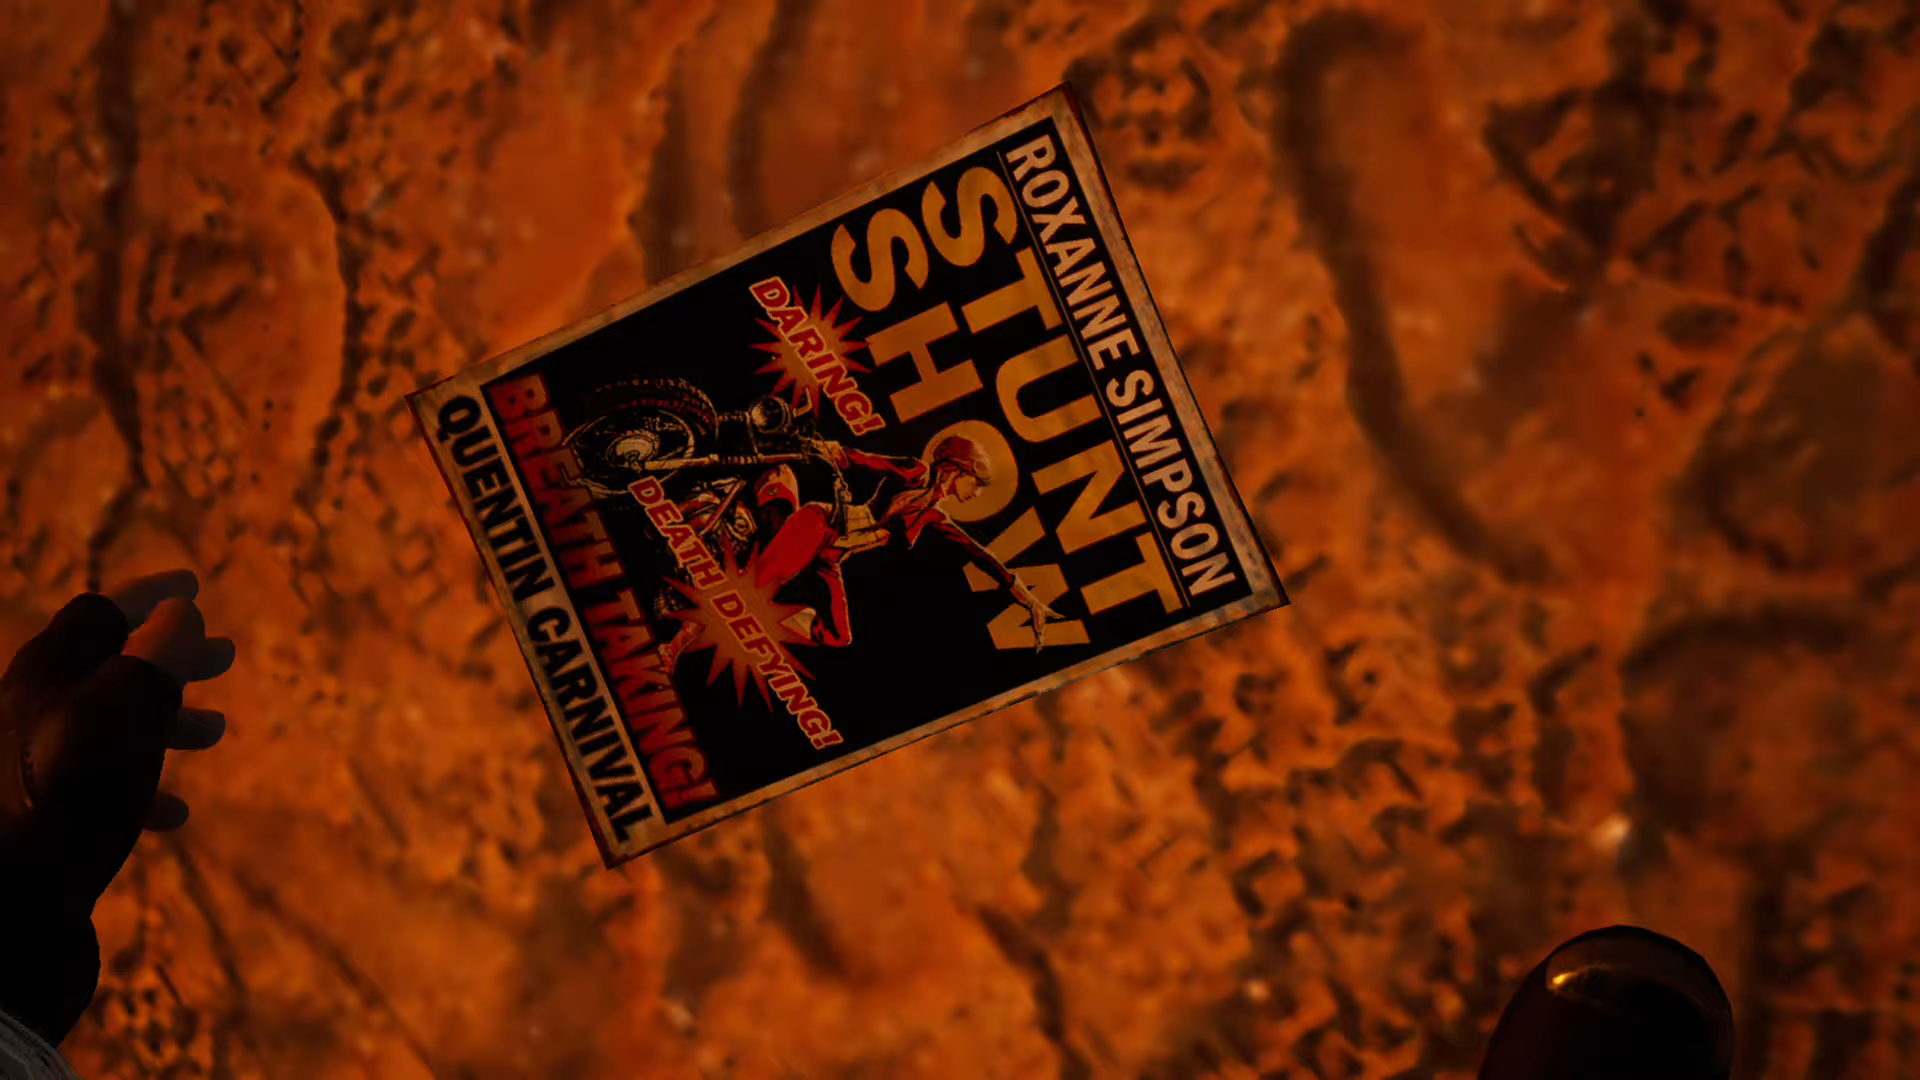 ROXANNE SIMPSON
STUNT
SHOW
DARING!
DEATH DEFYING!
BREATH TAKING!
QUENTIN CARNIVAL